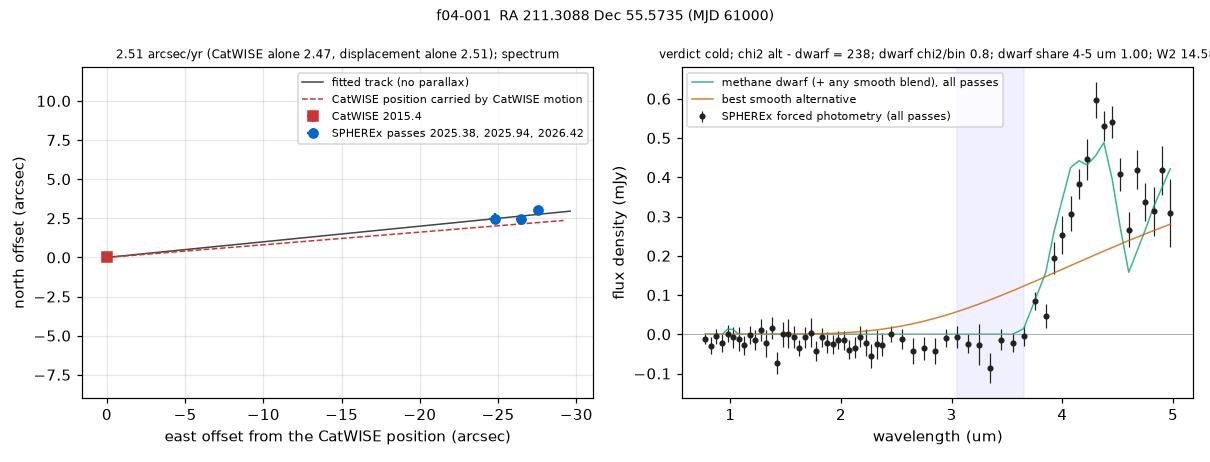 f04-001 RA 211.3088 Dec 55.5735 (MJD 61000)
2.51 arcsec/yr (CatWISE alone 2.47, displacement alone 2.51); spectrum
fitted track (no parallax)
CatWISE position carried by CatWISE motion
CatWISE 2015.4
SPHEREx passes 2025.38, 2025.94, 2026.42
10.0
7.5
5.0
2.5
0.0
−2.5
−5.0
−7.5
north offset (arcsec)
0 −5 −10 −15 −20 −25 −30
east offset from the CatWISE position (arcsec)
verdict cold; chi2 alt - dwarf = 238; dwarf chi2/bin 0.8; dwarf share 4-5 um 1.00; W2 14.5
methane dwarf (+ any smooth blend), all passes
best smooth alternative
SPHEREx forced photometry (all passes)
0.6
0.5
0.4
0.3
0.2
0.1
0.0
−0.1
flux density (mJy)
1 2 3 4 5
wavelength (um)